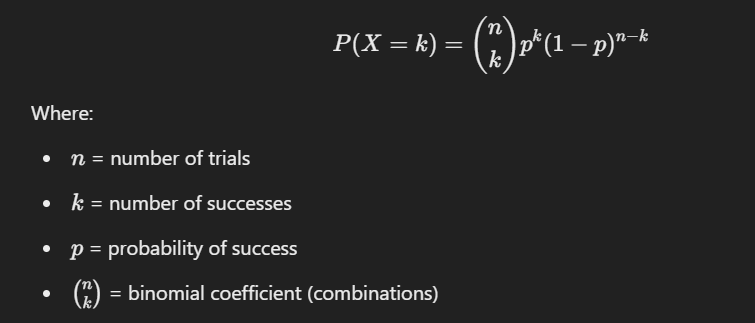 P(X = k) = \binom{n}{k} p^k (1 − p)^{n−k}
Where:
• n = number of trials
• k = number of successes
• p = probability of success
• \binom{n}{k} = binomial coefficient (combinations)